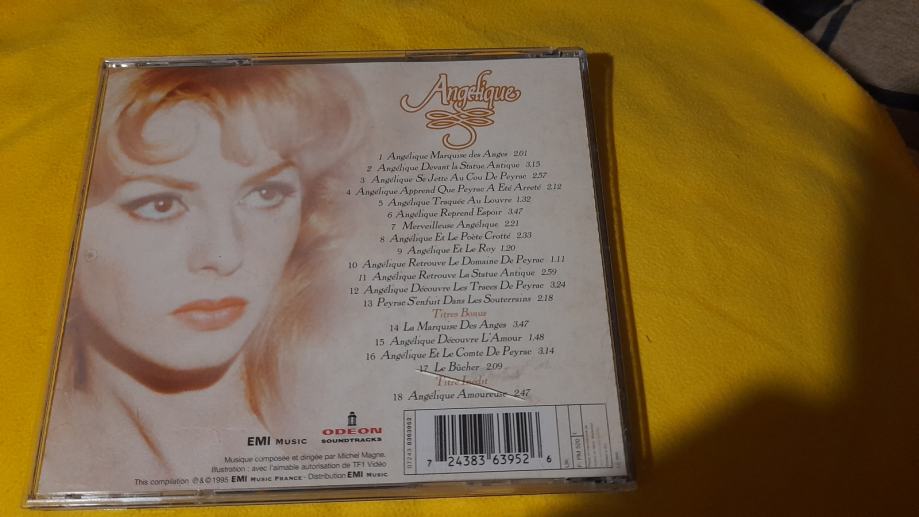 Angélique
1 Angélique Marquise des Anges 2.01
2 Angélique Devant la Statue Antique 3.15
3 Angélique Se Jette Au Cou De Peyrac 2.57
4 Angélique Apprend Que Peyrac A Eté Arreté 2.12
5 Angélique Traquée Au Louvre 1.32
6 Angélique Reprend Espoir 3.47
7 Merveilleuse Angélique 2.21
8 Angélique Et Le Poète Crotté 2.33
9 Angélique Et Le Roy 1.20
10 Angélique Retrouve Le Domaine De Peyrac 1.11
11 Angélique Retrouve La Statue Antique 2.59
12 Angélique Découvre Les Traces De Peyrac 3.24
13 Peyrac S'enfuit Dans Les Souterrains 2.18
Titres Bonus
14 La Marquise Des Anges 3.47
15 Angélique Découvre L'Amour 1.48
16 Angélique Et Le Comte De Peyrac 3.14
17 Le Bûcher 2.09
Titre Inédit
18 Angélique Amoureuse 2.47
EMI MUSIC
ODEON
SOUNDTRACKS
Musique composée et dirigée par Michel Magne.
Illustration : avec l'aimable autorisation de TF1 Vidéo
This compilation ℗ & © 1995 EMI MUSIC FRANCE - Distribution EMI MUSIC
7 24383 63952 6
UK